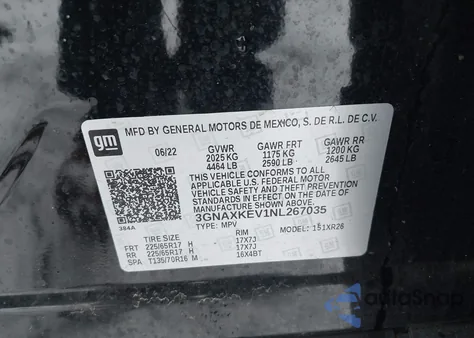 gm
MFD BY GENERAL MOTORS DE MEXICO, S. DE R.L. DE C.V.
06/22 GVWR GAWR FRT GAWR RR
2025 KG 1175 KG 1200 KG
4464 LB 2590 LB 2645 LB
THIS VEHICLE CONFORMS TO ALL
APPLICABLE U.S. FEDERAL MOTOR
VEHICLE SAFETY AND THEFT PREVENTION
STANDARDS IN EFFECT ON THE DATE OF
MANUFACTURE SHOWN ABOVE.
3GNAXKEV1NL267035
384A TYPE: MPV MODEL: 151XR26
TIRE SIZE RIM
FRT 225/65R17 H 17X7J
RR 225/65R17 H 17X7J
SPA T135/70R16 M 16X4BT
AutoSnap